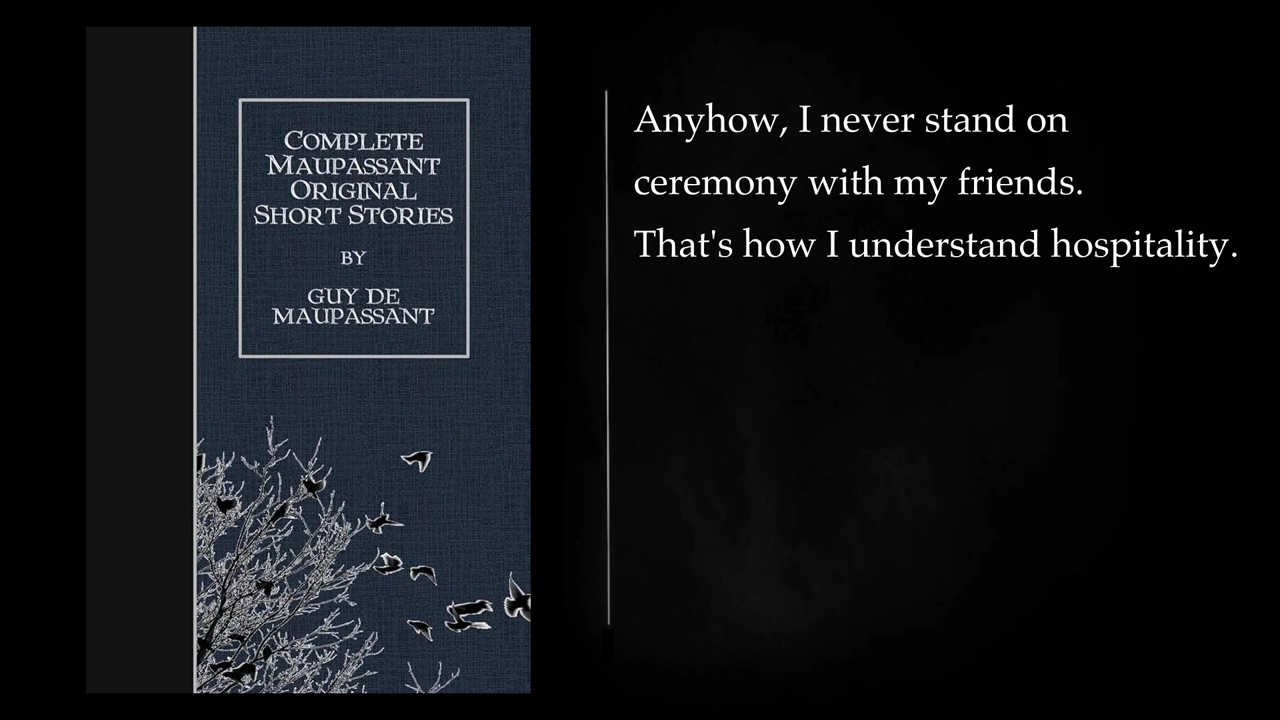 COMPLETE
MAUPASSANT
ORIGINAL
SHORT STORIES
BY
GUY DE
MAUPASSANT
Anyhow, I never stand on
ceremony with my friends.
That's how I understand hospitality.